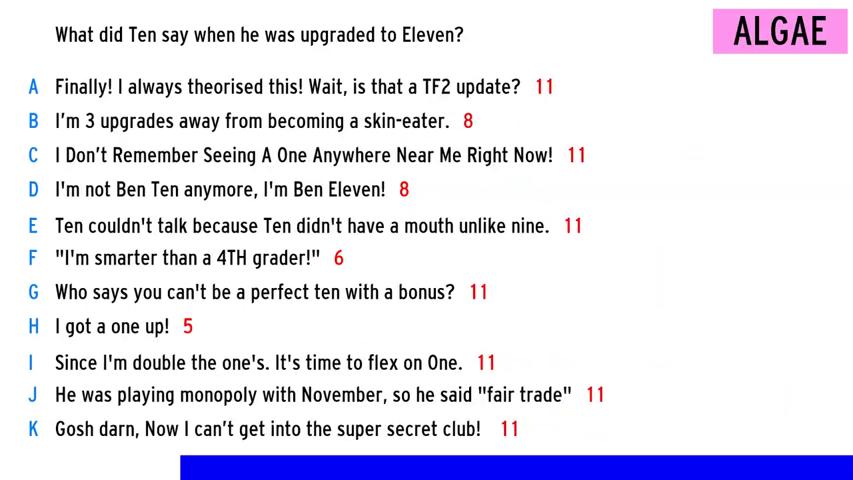 What did Ten say when he was upgraded to Eleven?
ALGAE
A Finally! I always theorised this! Wait, is that a TF2 update? 11
B I'm 3 upgrades away from becoming a skin-eater. 8
C I Don't Remember Seeing A One Anywhere Near Me Right Now! 11
D I'm not Ben Ten anymore, I'm Ben Eleven! 8
E Ten couldn't talk because Ten didn't have a mouth unlike nine. 11
F "I'm smarter than a 4TH grader!" 6
G Who says you can't be a perfect ten with a bonus? 11
H I got a one up! 5
I Since I'm double the one's. It's time to flex on One. 11
J He was playing monopoly with November, so he said "fair trade" 11
K Gosh darn, Now I can't get into the super secret club! 11